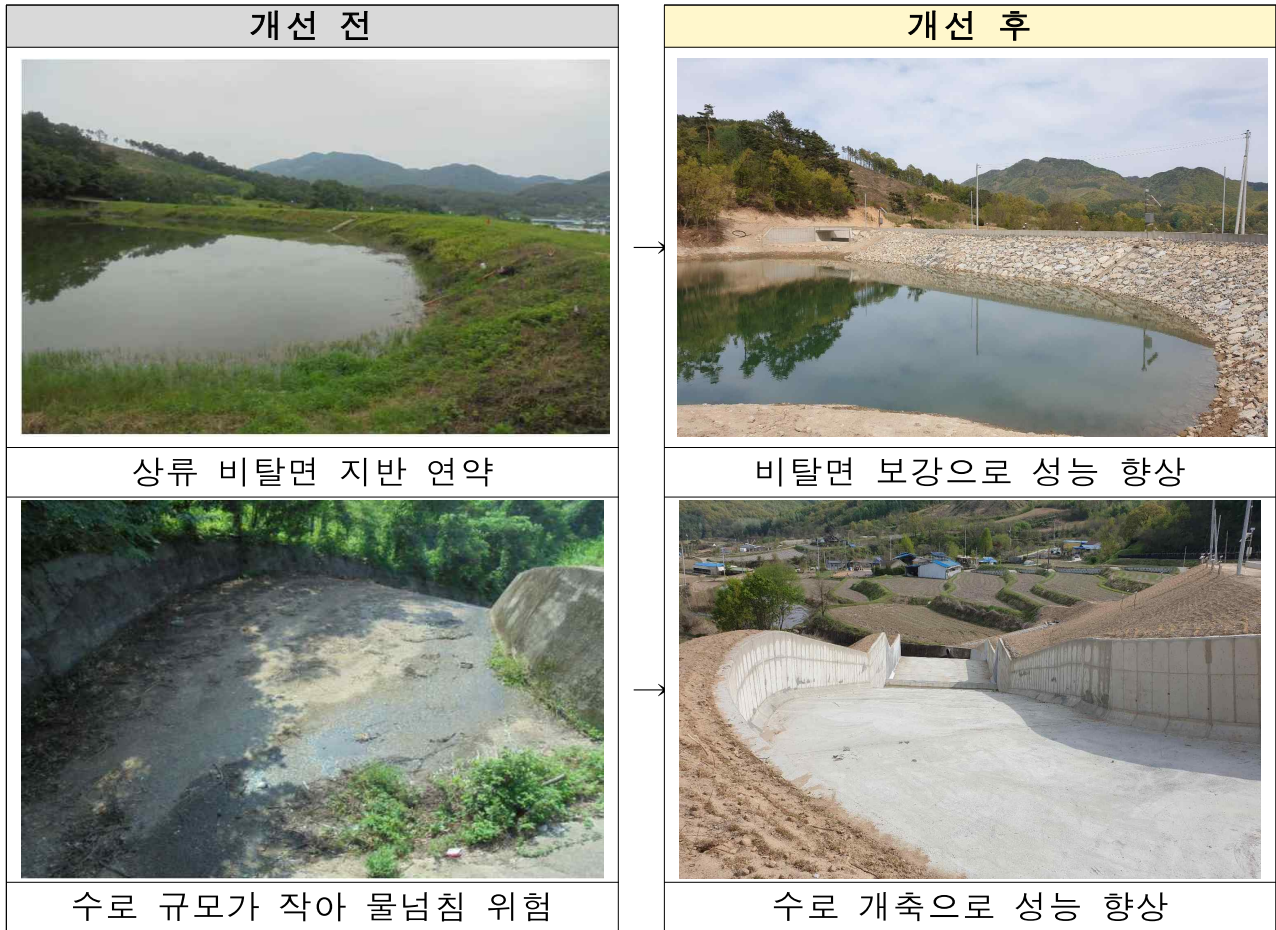 개선 전
개선 후
→
상류 비탈면 지반 연약
비탈면 보강으로 성능 향상
→
수로 규모가 작아 물넘침 위험
수로 개축으로 성능 향상